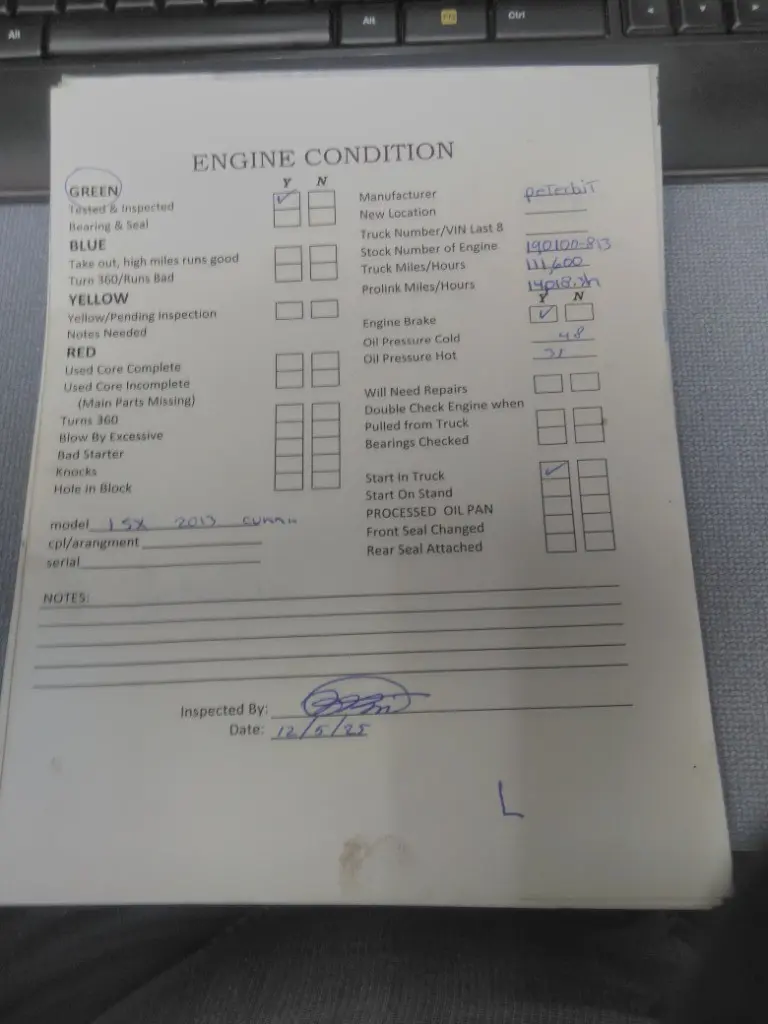 Alt
Alt
Fn
Ctrl
ENGINE CONDITION
Y N
GREEN
Tested & Inspected
Bearing & Seal
BLUE
Take out, high miles runs good
Turn 360/Runs Bad
YELLOW
Yellow/Pending Inspection
Notes Needed
RED
Used Core Complete
Used Core Incomplete
(Main Parts Missing)
Turns 360
Blow By Excessive
Bad Starter
Knocks
Hole in Block
model ISX 2013
cpl/arangment
serial
Manufacturer peTerbiT
New Location
Truck Number/VIN Last 8
Stock Number of Engine 190100-813
Truck Miles/Hours 111,600
Prolink Miles/Hours
Y N
Engine Brake
Oil Pressure Cold 48
Oil Pressure Hot 31
Will Need Repairs
Double Check Engine when
Pulled from Truck
Bearings Checked
Start In Truck
Start On Stand
PROCESSED OIL PAN
Front Seal Changed
Rear Seal Attached
NOTES:
Inspected By:
Date: 12/5/25
L